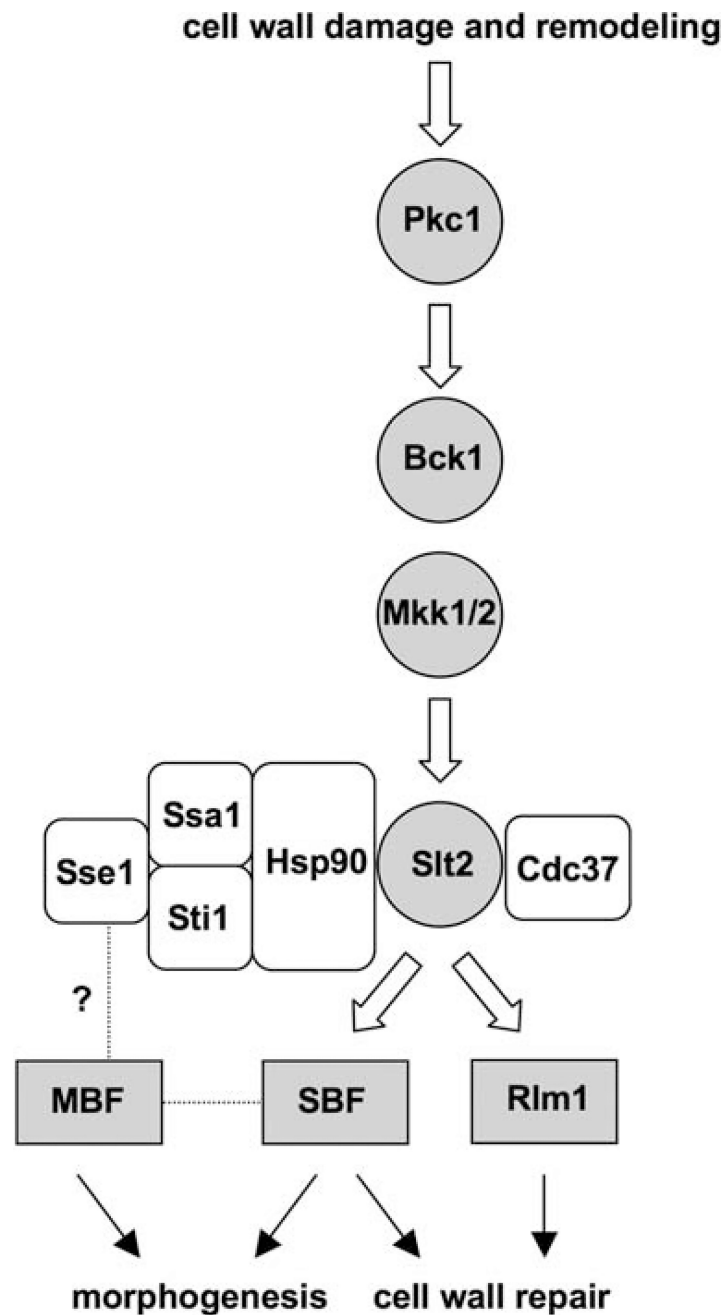 cell wall damage and remodeling
Pkc1
Bck1
Mkk1/2
Ssa1
Sse1
Hsp90
Slt2
Cdc37
Sti1
?
MBF
SBF
Rlm1
morphogenesis
cell wall repair